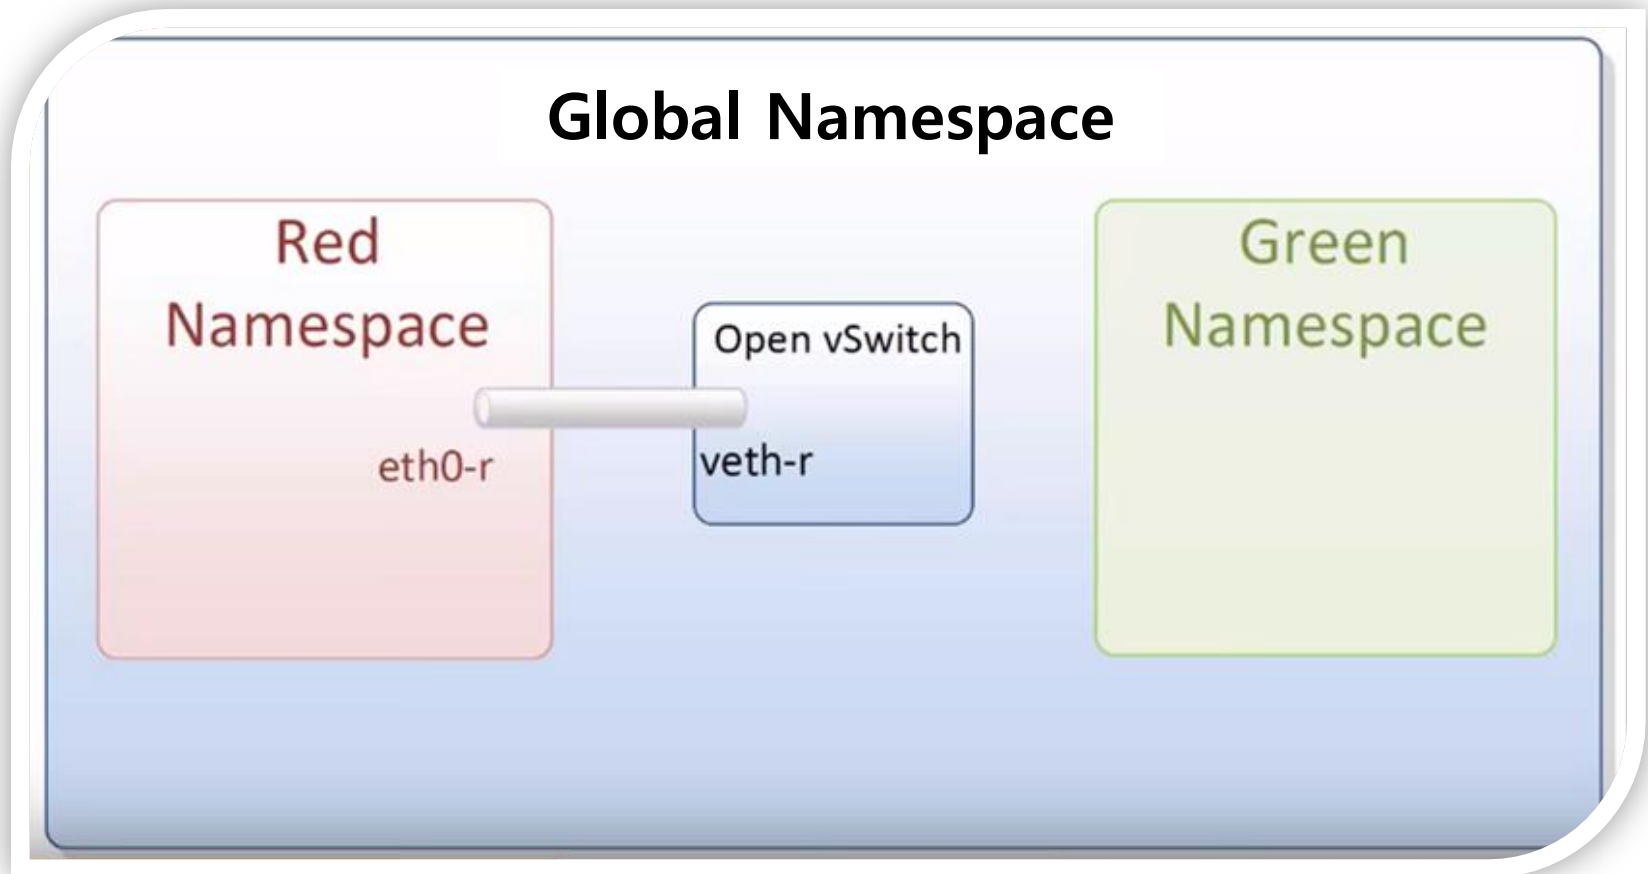 Global Namespace
Red
Namespace
eth0-r
Open vSwitch
veth-r
Green
Namespace